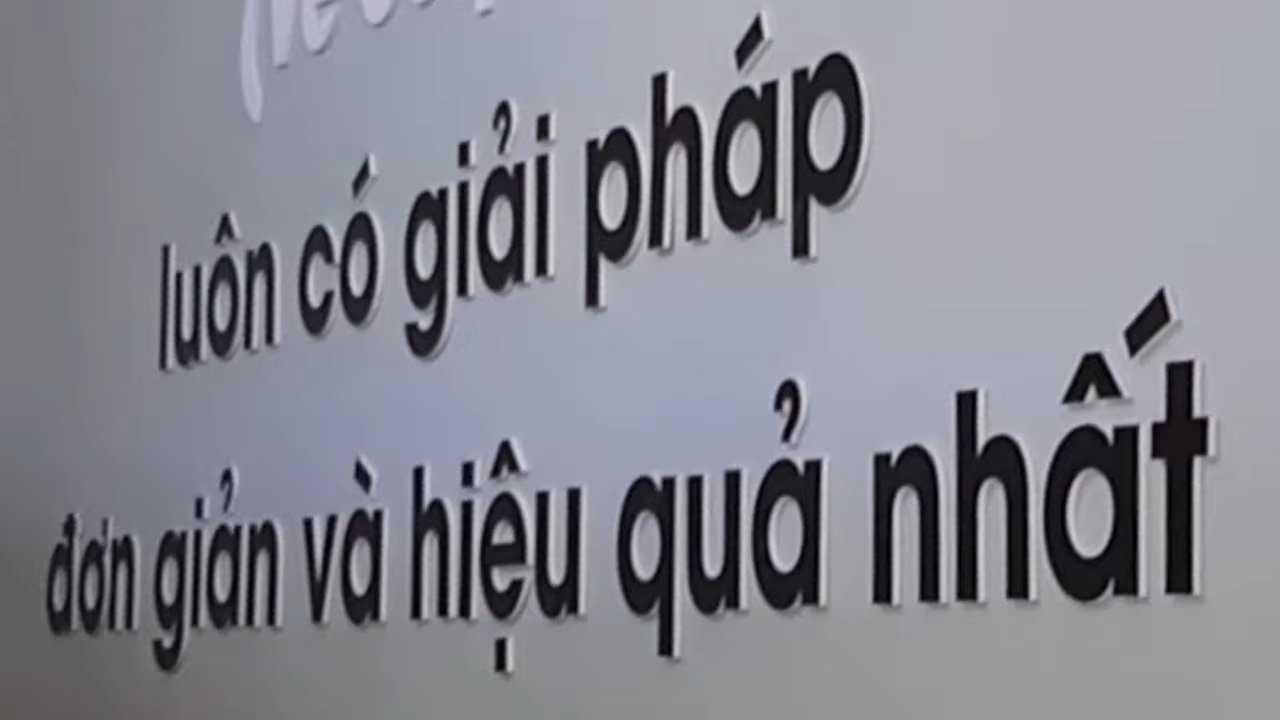 luôn có giải pháp
đơn giản và hiệu quả nhất